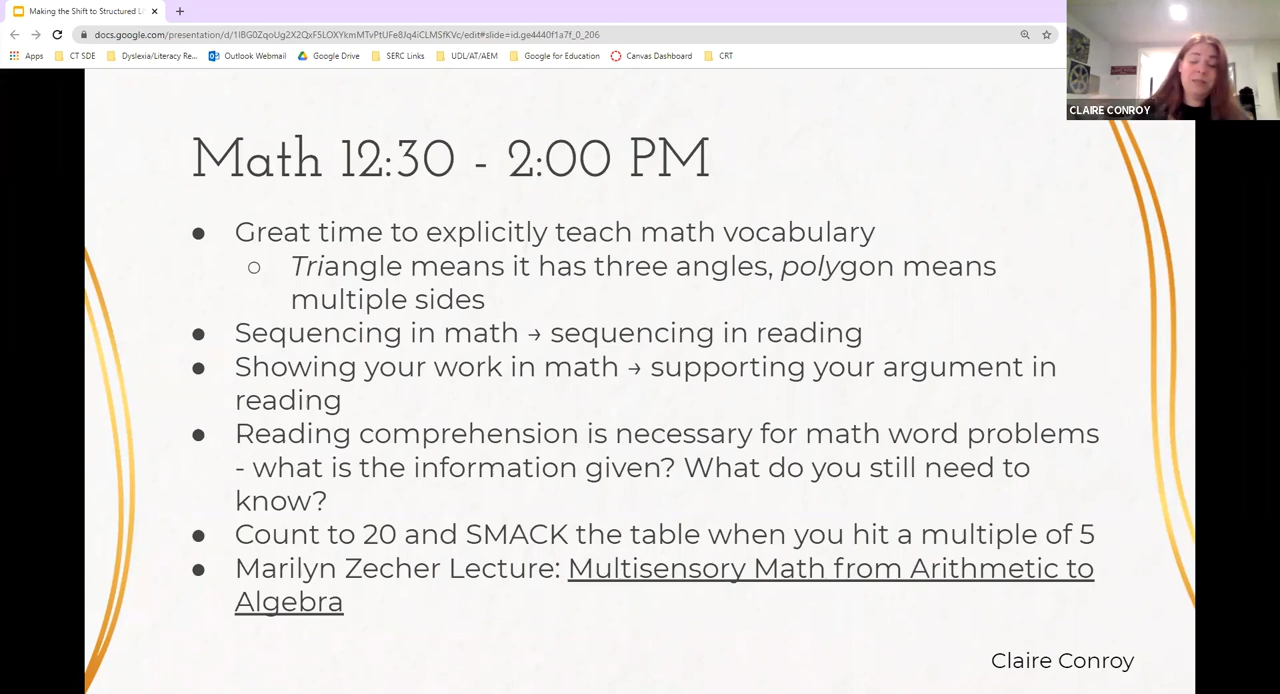 Making the Shift to Structured Li
docs.google.com/presentation/d/1IBG0ZqoUg2X2QxF5LOXYkmMTvPtUFe8Jq4iCLMSfKVc/edit#slide=id.ge4440f1a7f_0_206
Apps CT SDE Dyslexia/Literacy Re... Outlook Webmail Google Drive SERC Links UDL/AT/AEM Google for Education Canvas Dashboard CRT
CLAIRE CONROY
Math 12:30 - 2:00 PM
● Great time to explicitly teach math vocabulary
○ Triangle means it has three angles, polygon means
multiple sides
● Sequencing in math → sequencing in reading
● Showing your work in math → supporting your argument in
reading
● Reading comprehension is necessary for math word problems
- what is the information given? What do you still need to
know?
● Count to 20 and SMACK the table when you hit a multiple of 5
● Marilyn Zecher Lecture: Multisensory Math from Arithmetic to
Algebra
Claire Conroy